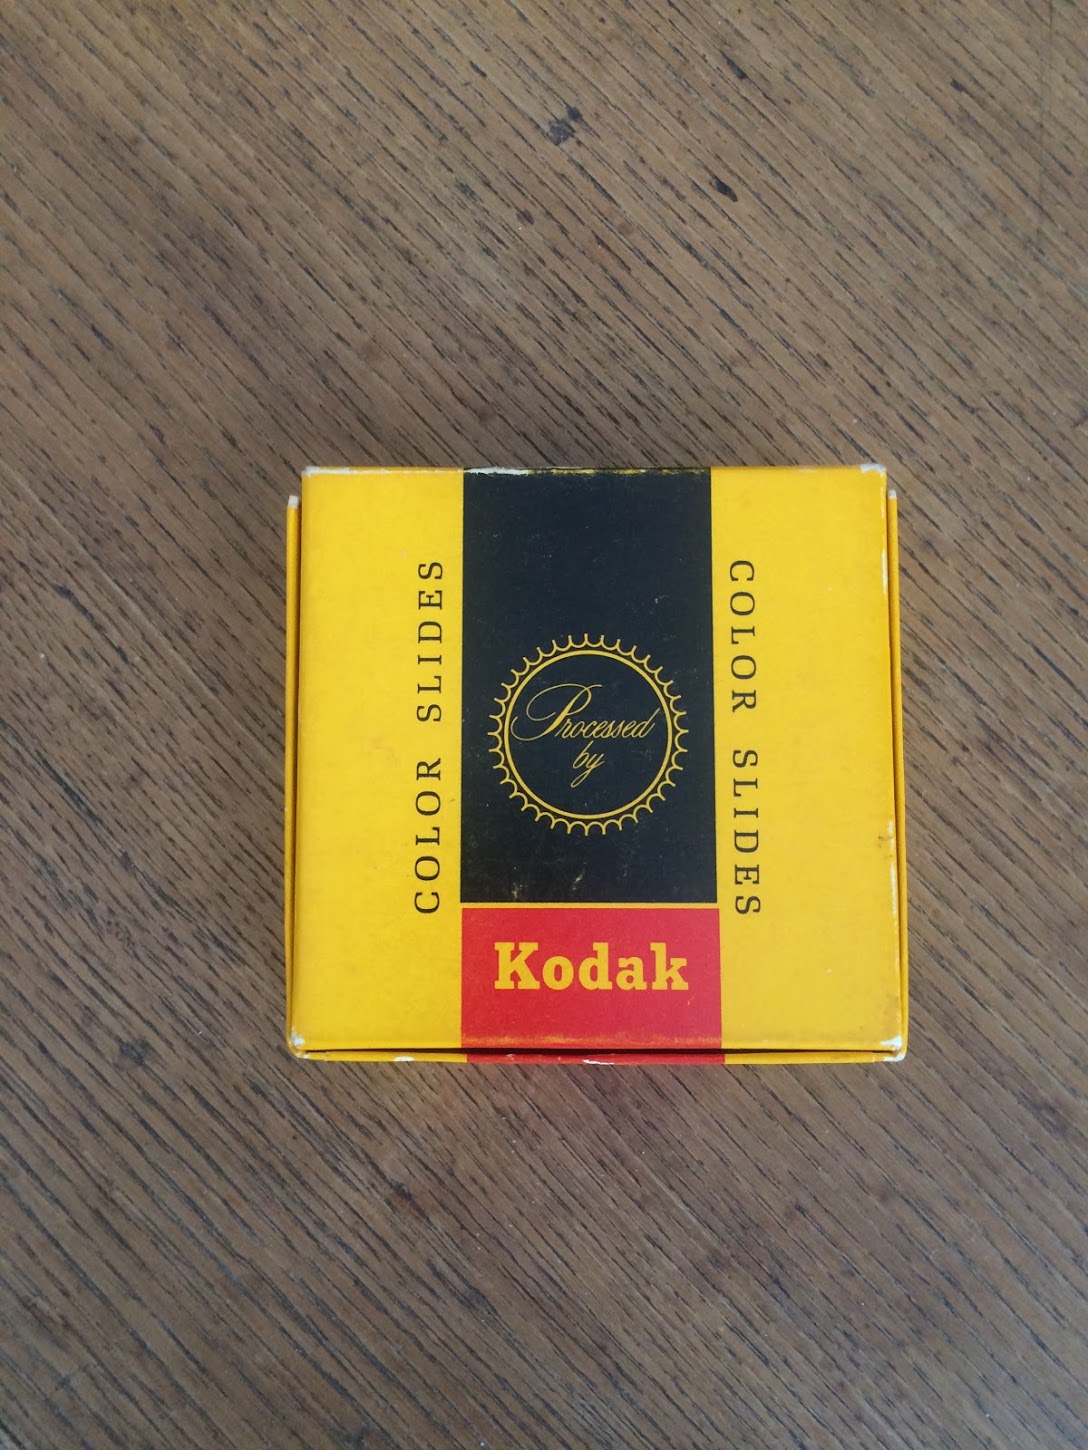 COLOR SLIDES
Processed
by
Kodak
COLOR SLIDES